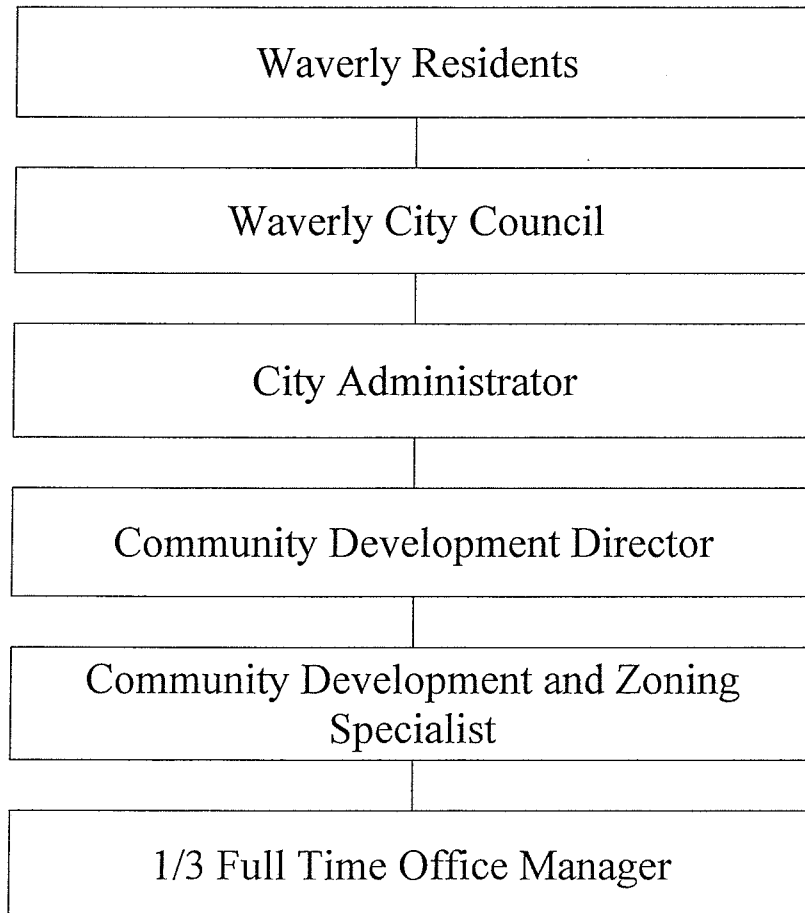 Waverly Residents
Waverly City Council
City Administrator
Community Development Director
Community Development and Zoning
Specialist
1/3 Full Time Office Manager